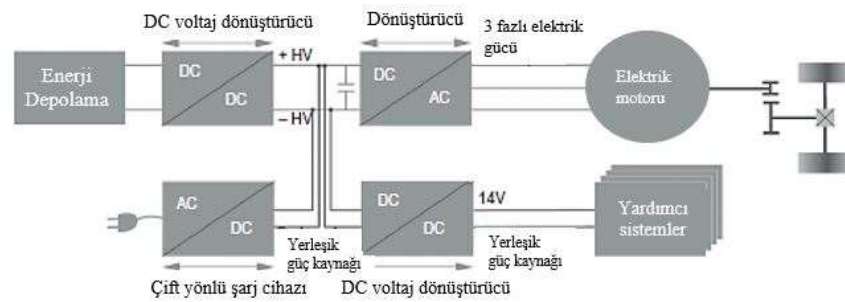 DC voltaj dönüştürücü
Dönüştürücü
3 fazlı elektrik
gücü
+ HV
Enerji
Depolama
DC
DC
DC
AC
Elektrik
motoru
– HV
AC
DC
DC
DC
14V
Yardımcı
sistemler
Yerleşik
güç kaynağı
Yerleşik
güç kaynağı
Çift yönlü şarj cihazı
DC voltaj dönüştürücü